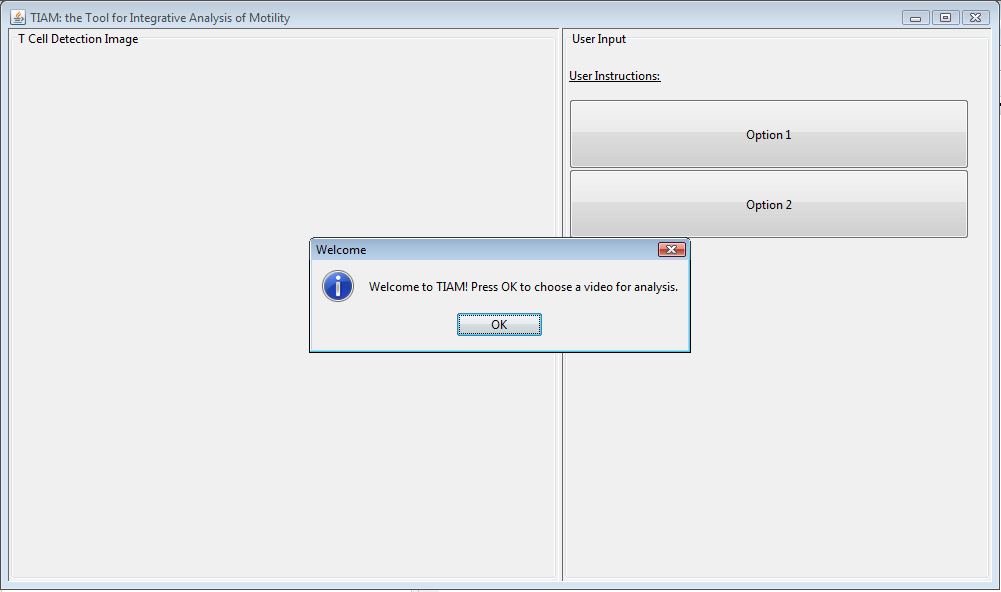 TIAM: the Tool for Integrative Analysis of Motility
T Cell Detection Image
User Input
User Instructions:
Option 1
Option 2
Welcome
Welcome to TIAM! Press OK to choose a video for analysis.
OK